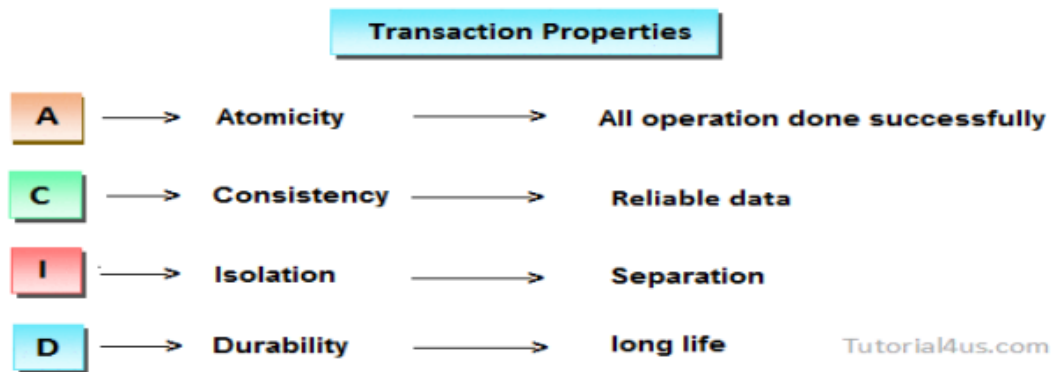 Transaction Properties
A Atomicity All operation done successfully
C Consistency Reliable data
I Isolation Separation
D Durability long life
Tutorial4us.com